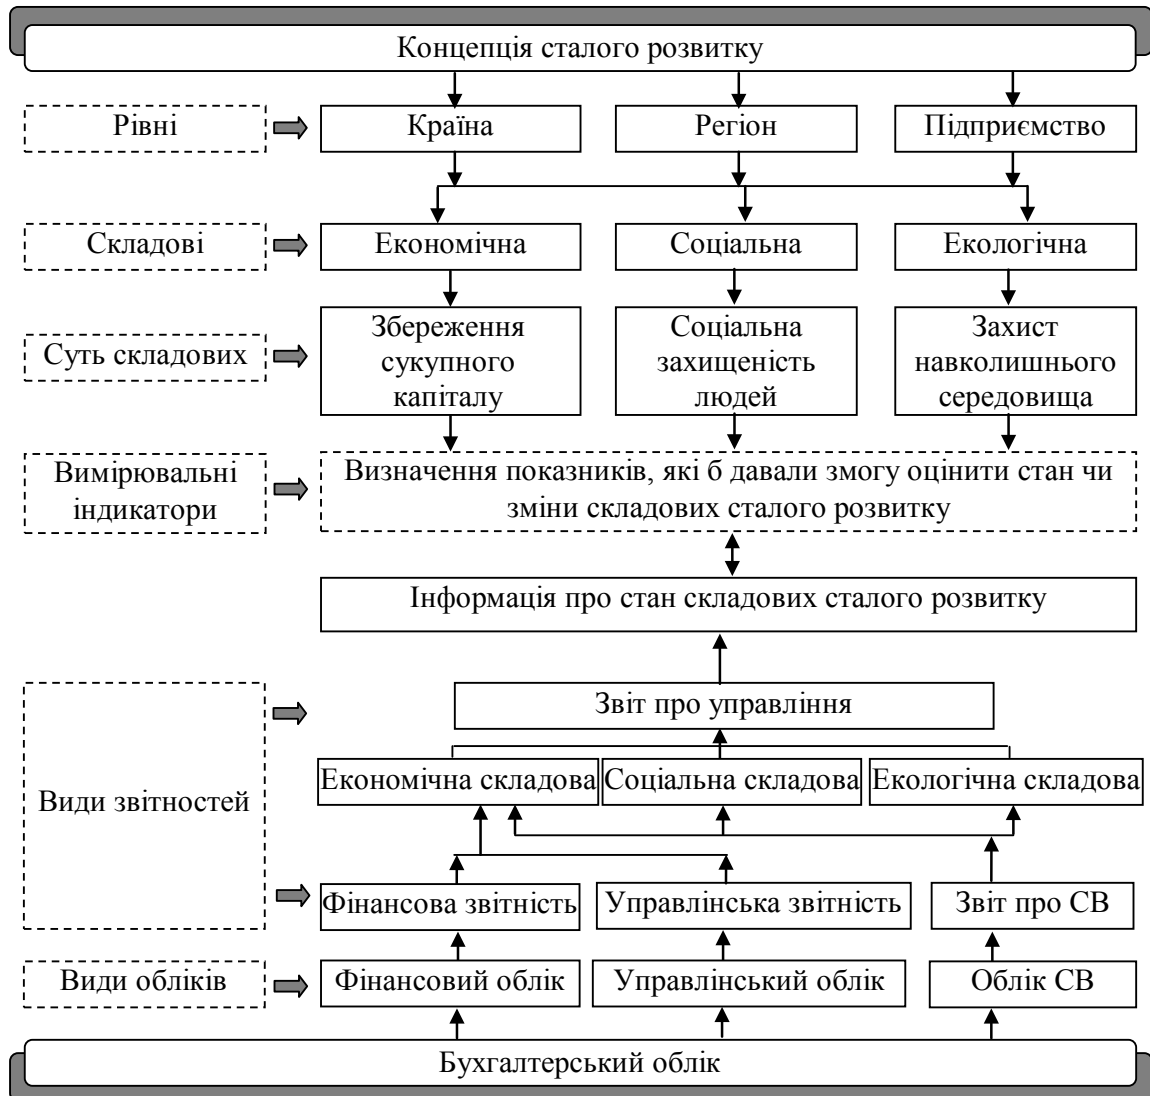 Концепція сталого розвитку
Рівні
Країна
Регіон
Підприємство
Складові
Економічна
Соціальна
Екологічна
Суть складових
Збереження
сукупного
капіталу
Соціальна
захищеність
людей
Захист
навколишнього
середовища
Вимірювальні
індикатори
Визначення показників, які б давали змогу оцінити стан чи
зміни складових сталого розвитку
Інформація про стан складових сталого розвитку
Види звітностей
Звіт про управління
Економічна складова
Соціальна складова
Екологічна складова
Фінансова звітність
Управлінська звітність
Звіт про СВ
Види обліків
Фінансовий облік
Управлінський облік
Облік СВ
Бухгалтерський облік